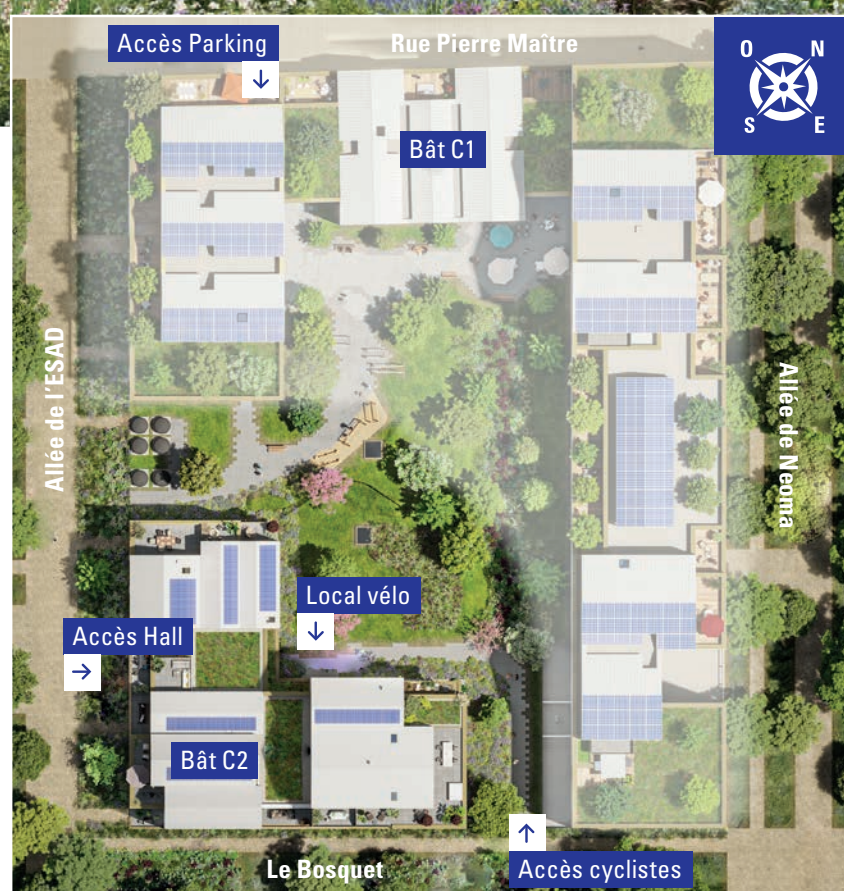 Accès Parking
Rue Pierre Maître
O N
S E
Bât C1
Allée de l'ESAD
Allée de Neoma
Local vélo
Accès Hall
Bât C2
Le Bosquet
Accès cyclistes